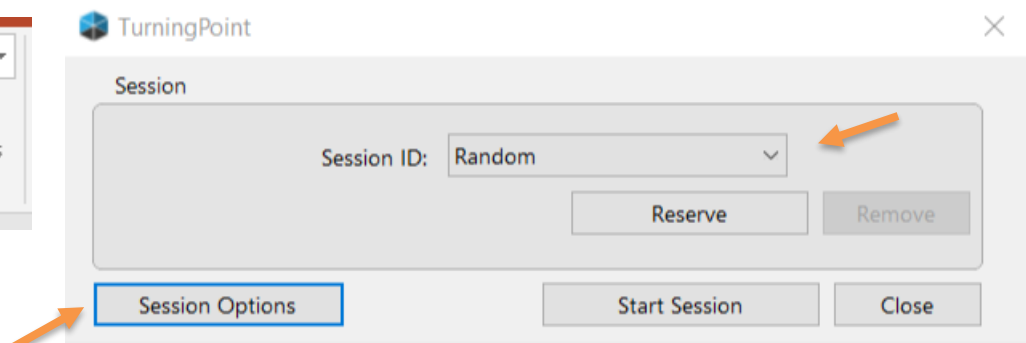 TurningPoint
Session
Session ID: Random
Reserve Remove
Session Options Start Session Close